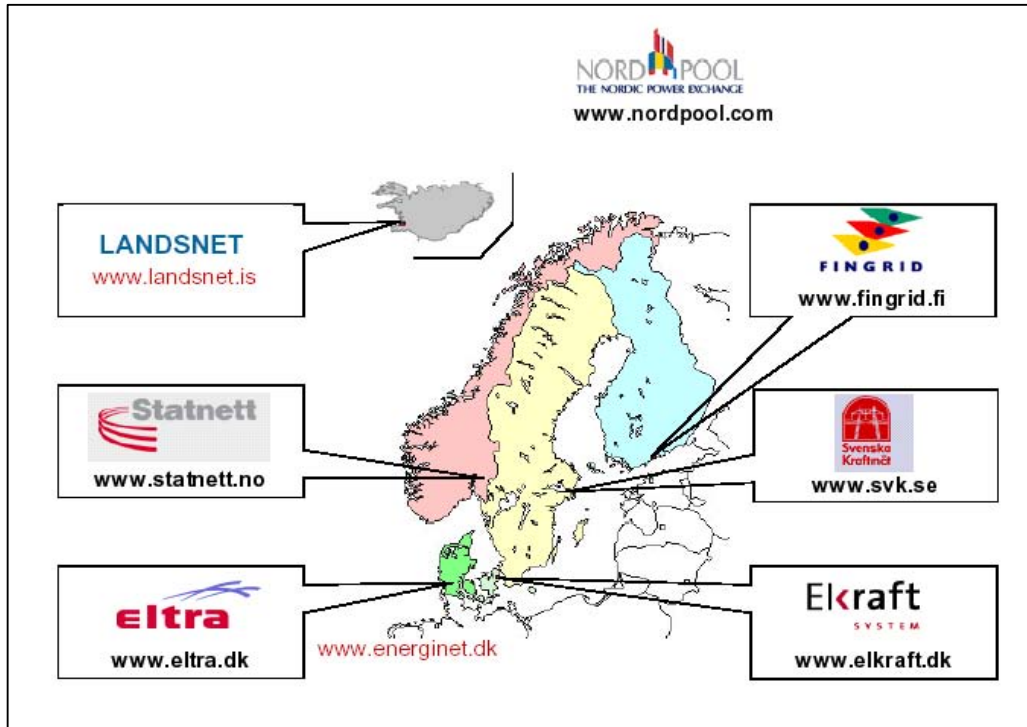 NORD POOL
THE NORDIC POWER EXCHANGE
www.nordpool.com
LANDSNET
www.landsnet.is
FINGRID
www.fingrid.fi
Statnett
www.statnett.no
Svenska
Kraftnät
www.svk.se
eltra
www.eltra.dk
www.energinet.dk
Elkraft
SYSTEM
www.elkraft.dk